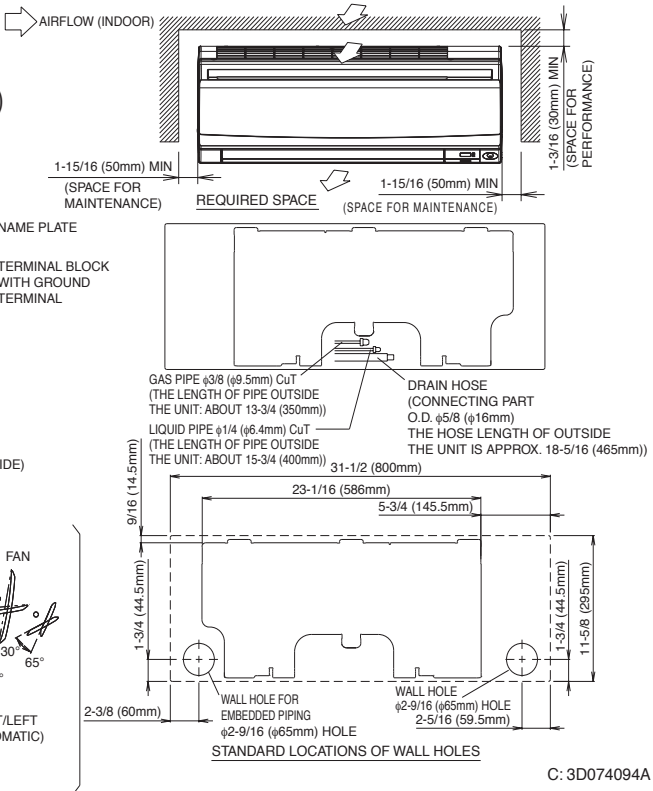 AIRFLOW (INDOOR)
1-3/16 (30mm) MIN
(SPACE FOR
PERFORMANCE)
1-15/16 (50mm) MIN
(SPACE FOR
MAINTENANCE)
REQUIRED SPACE
1-15/16 (50mm) MIN
(SPACE FOR MAINTENANCE)
NAME PLATE
TERMINAL BLOCK
WITH GROUND
TERMINAL
GAS PIPE ϕ3/8 (ϕ9.5mm) CuT
(THE LENGTH OF PIPE OUTSIDE
THE UNIT: ABOUT 13-3/4 (350mm))
LIQUID PIPE ϕ1/4 (ϕ6.4mm) CuT
(THE LENGTH OF PIPE OUTSIDE
THE UNIT: ABOUT 15-3/4 (400mm))
DRAIN HOSE
(CONNECTING PART
O.D. ϕ5/8 (ϕ16mm)
THE HOSE LENGTH OF OUTSIDE
THE UNIT IS APPROX. 18-5/16 (465mm))
IDE)
31-1/2 (800mm)
23-1/16 (586mm)
5-3/4 (145.5mm)
9/16 (14.5mm)
1-3/4 (44.5mm)
1-3/4 (44.5mm)
11-5/8 (295mm)
FAN
30°
65°
T/LEFT
OMATIC)
2-3/8 (60mm)
WALL HOLE FOR
EMBEDDED PIPING
ϕ2-9/16 (ϕ65mm) HOLE
WALL HOLE
ϕ2-9/16 (ϕ65mm) HOLE
2-5/16 (59.5mm)
STANDARD LOCATIONS OF WALL HOLES
C: 3D074094A